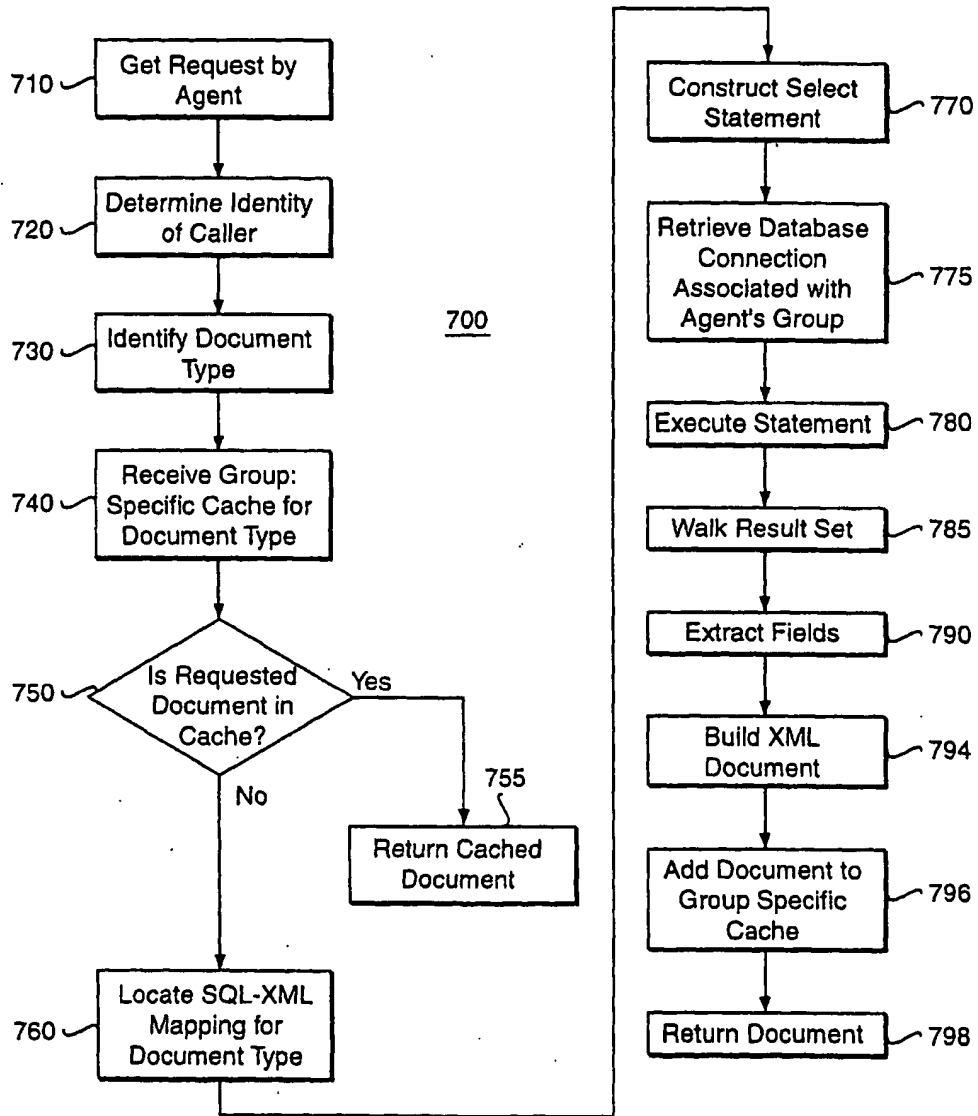 710
Get Request by
Agent
720
Determine Identity
of Caller
730
Identify Document
Type
740
Receive Group:
Specific Cache for
Document Type
750
Is Requested
Document in
Cache?
Yes
No
755
Return Cached
Document
760
Locate SQL-XML
Mapping for
Document Type
700
Construct Select
Statement
770
Retrieve Database
Connection
Associated with
Agent's Group
775
Execute Statement
780
Walk Result Set
785
Extract Fields
790
Build XML
Document
794
Add Document to
Group Specific
Cache
796
Return Document
798